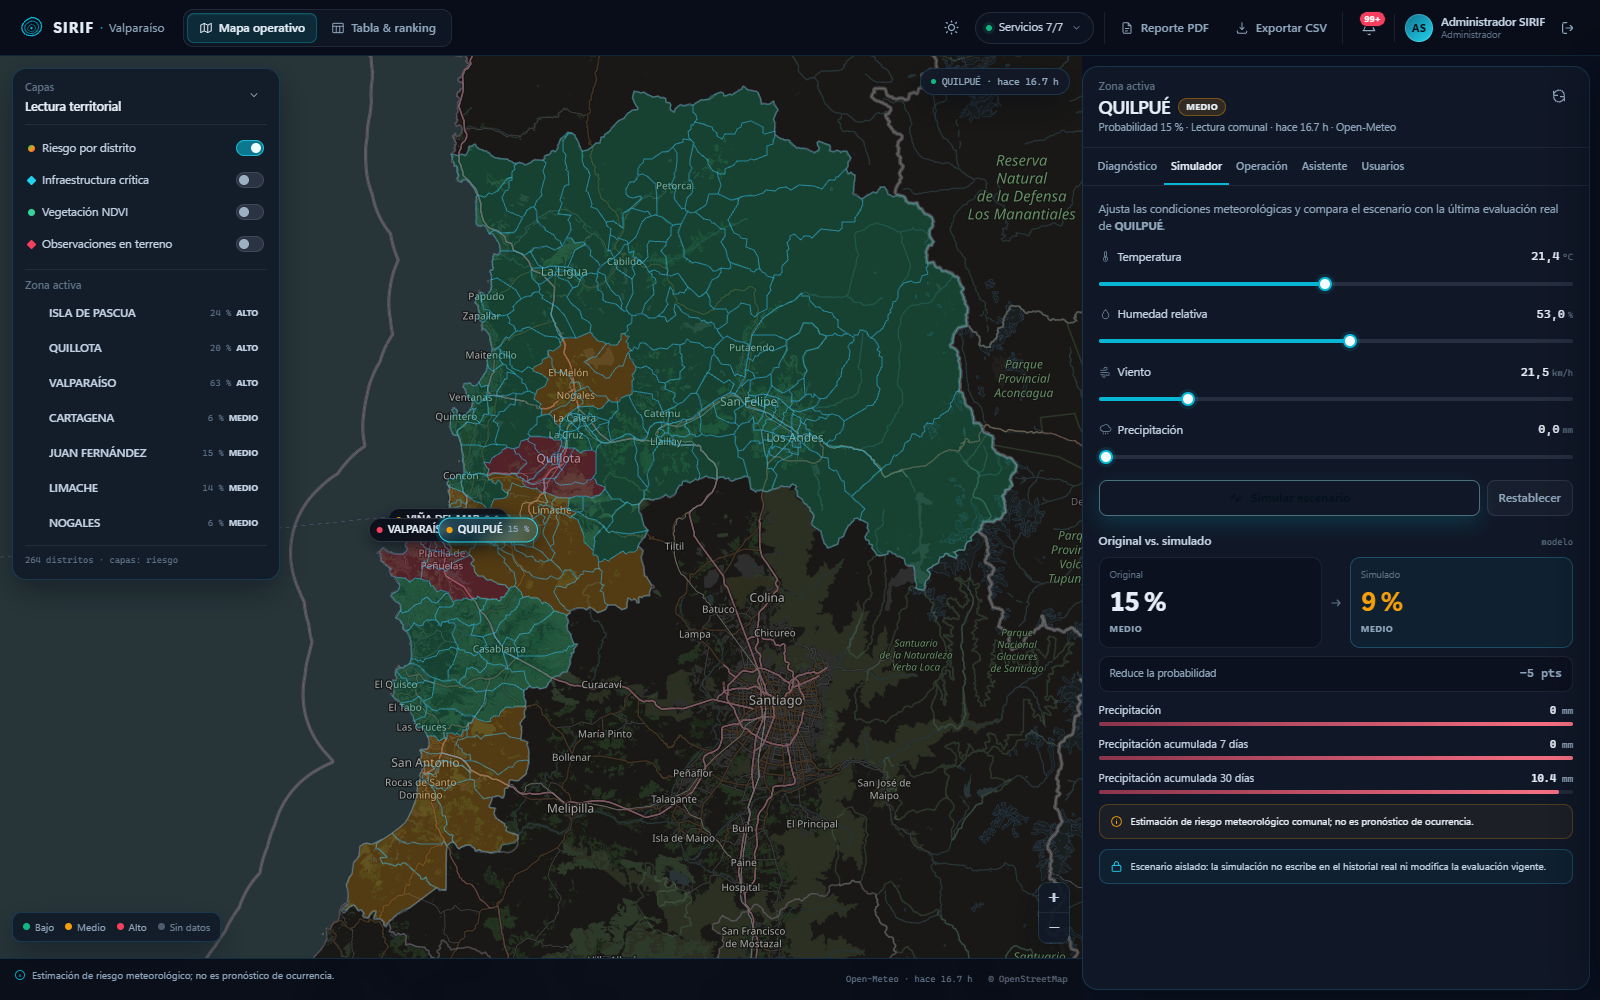 SIRIF · Valparaíso
Mapa operativo
Tabla & ranking
Servicios 7/7
Reporte PDF
Exportar CSV
99+
AS
Administrador SIRIF
Administrador
Capas
Lectura territorial
Riesgo por distrito
Infraestructura crítica
Vegetación NDVI
Observaciones en terreno
Zona activa
ISLA DE PASCUA 24 % ALTO
QUILLOTA 20 % ALTO
VALPARAÍSO 63 % ALTO
CARTAGENA 6 % MEDIO
JUAN FERNÁNDEZ 15 % MEDIO
LIMACHE 14 % MEDIO
NOGALES 6 % MEDIO
264 distritos · capas: riesgo
QUILPUÉ · hace 16.7 h
Reserva
Natural
de la Defensa
Los Manantiales
Petorca
Cabildo
La Ligua
Papudo
Zapallar
Maitencillo
Putaendo
Parque
Provincial
Aconcagua
El Melón
Nogales
Ventanas
Quintero
La Calera
La Cruz
Catemu
San Felipe
Llaillay
Los Andes
Quillota
Concón
Limache
VIÑA DEL MAR
VALPARAÍS
QUILPUÉ 15 %
Placilla de
Peñuelas
Tiltil
Colina
Batuco
Lampa
Chicureo
Santuario
de la Naturaleza
Yerba Loca
Parque
Nacional
Glaciares
de Santiago
Casablanca
El Quisco
El Tabo
Las Cruces
Curacaví
Santiago
María Pinto
San Antonio
Bollenar
Rocas de Santo
Domingo
Peñaflor
Talagante
Melipilla
San José de
Maipo
Buin
El Principal
Isla de Maipo
Paine
Hospital
San Francisco
de Mostazal
Santuario
Bajo
Medio
Alto
Sin datos
+
−
Estimación de riesgo meteorológico; no es pronóstico de ocurrencia.
Open-Meteo · hace 16.7 h © OpenStreetMap
Zona activa
QUILPUÉ MEDIO
Probabilidad 15 % · Lectura comunal · hace 16.7 h · Open-Meteo
Diagnóstico
Simulador
Operación
Asistente
Usuarios
Ajusta las condiciones meteorológicas y compara el escenario con la última evaluación real
de QUILPUÉ.
Temperatura 21,4 °C
Humedad relativa 53,0 %
Viento 21,5 km/h
Precipitación 0,0 mm
Simular escenario
Restablecer
Original vs. simulado modelo
Original
15 %
MEDIO
→
Simulado
9 %
MEDIO
Reduce la probabilidad −5 pts
Precipitación 0 mm
Precipitación acumulada 7 días 0 mm
Precipitación acumulada 30 días 10.4 mm
Estimación de riesgo meteorológico comunal; no es pronóstico de ocurrencia.
Escenario aislado: la simulación no escribe en el historial real ni modifica la evaluación vigente.